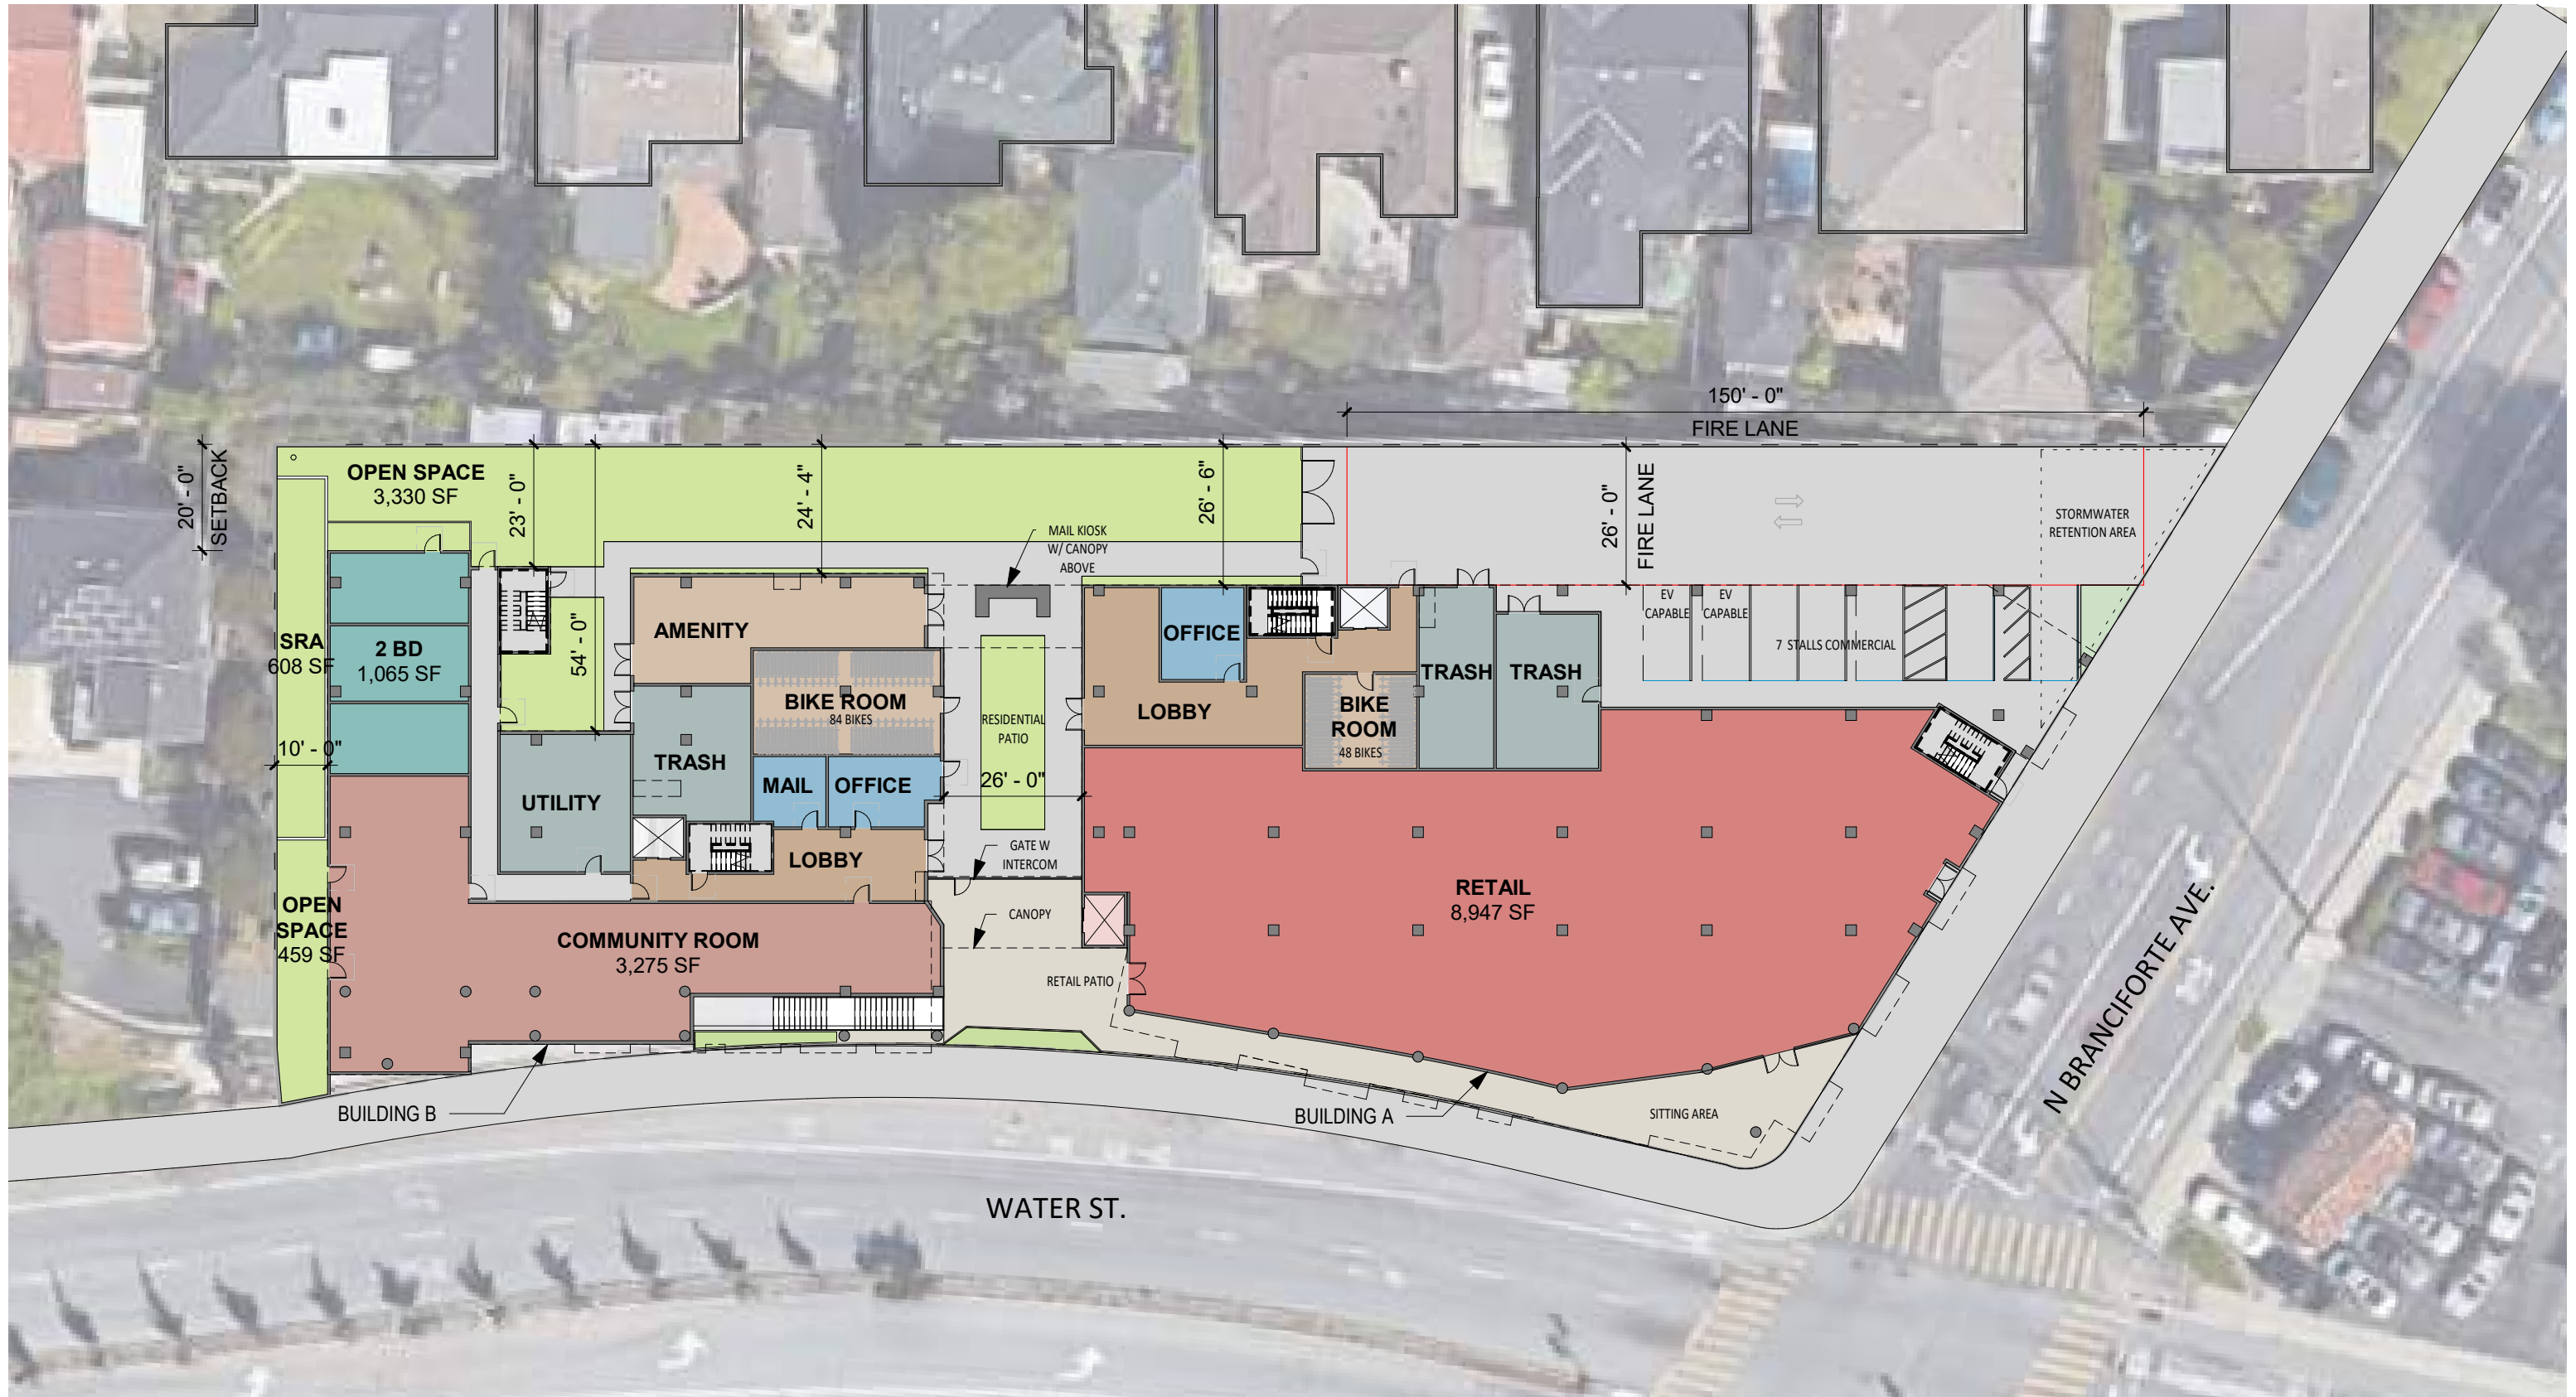 150' - 0"
FIRE LANE
20' - 0"
SETBACK
OPEN SPACE
3,330 SF
23' - 0"
24' - 4"
26' - 6"
26' - 0"
FIRE LANE
STORMWATER
RETENTION AREA
MAIL KIOSK
W/ CANOPY
ABOVE
54' - 0"
SRA
608 SF
2 BD
1,065 SF
AMENITY
BIKE ROOM
84 BIKES
RESIDENTIAL
PATIO
OFFICE
LOBBY
BIKE
ROOM
48 BIKES
TRASH
TRASH
EV
CAPABLE
EV
CAPABLE
7 STALLS COMMERCIAL
10' - 0"
UTILITY
TRASH
MAIL
OFFICE
26' - 0"
LOBBY
GATE W
INTERCOM
OPEN
SPACE
459 SF
COMMUNITY ROOM
3,275 SF
CANOPY
RETAIL PATIO
RETAIL
8,947 SF
BUILDING B
BUILDING A
SITTING AREA
WATER ST.
N BRANCIFORTE AVE.